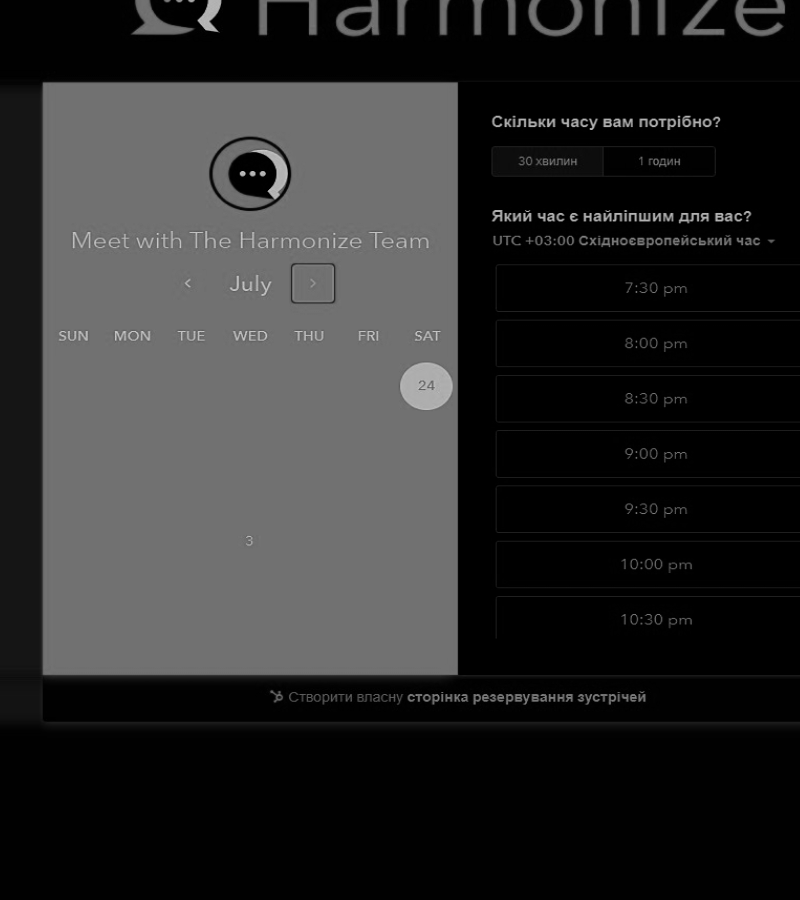 Harmonize
Meet with The Harmonize Team
July
SUN MON TUE WED THU FRI SAT
24
3
Скільки часу вам потрібно?
30 хвилин 1 годин
Який час є найліпшим для вас?
UTC +03:00 Східноєвропейський час
7:30 pm
8:00 pm
8:30 pm
9:00 pm
9:30 pm
10:00 pm
10:30 pm
Створити власну сторінка резервування зустрічей